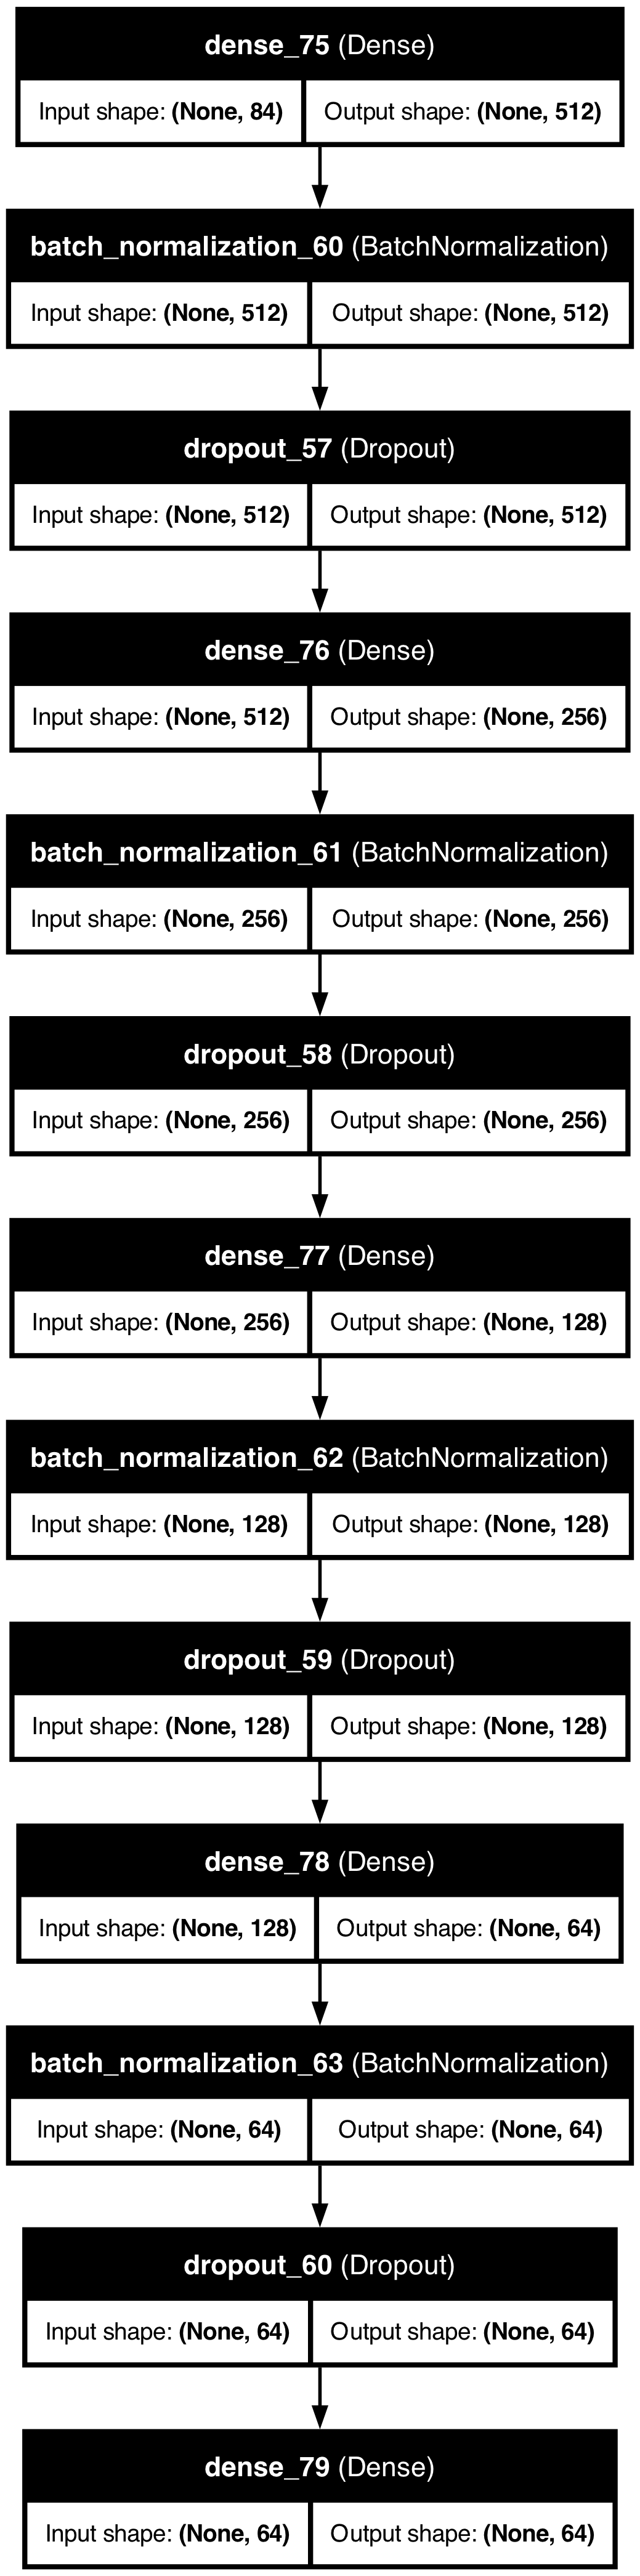 dense_75 (Dense)
Input shape: (None, 84) Output shape: (None, 512)
batch_normalization_60 (BatchNormalization)
Input shape: (None, 512) Output shape: (None, 512)
dropout_57 (Dropout)
Input shape: (None, 512) Output shape: (None, 512)
dense_76 (Dense)
Input shape: (None, 512) Output shape: (None, 256)
batch_normalization_61 (BatchNormalization)
Input shape: (None, 256) Output shape: (None, 256)
dropout_58 (Dropout)
Input shape: (None, 256) Output shape: (None, 256)
dense_77 (Dense)
Input shape: (None, 256) Output shape: (None, 128)
batch_normalization_62 (BatchNormalization)
Input shape: (None, 128) Output shape: (None, 128)
dropout_59 (Dropout)
Input shape: (None, 128) Output shape: (None, 128)
dense_78 (Dense)
Input shape: (None, 128) Output shape: (None, 64)
batch_normalization_63 (BatchNormalization)
Input shape: (None, 64) Output shape: (None, 64)
dropout_60 (Dropout)
Input shape: (None, 64) Output shape: (None, 64)
dense_79 (Dense)
Input shape: (None, 64) Output shape: (None, 64)